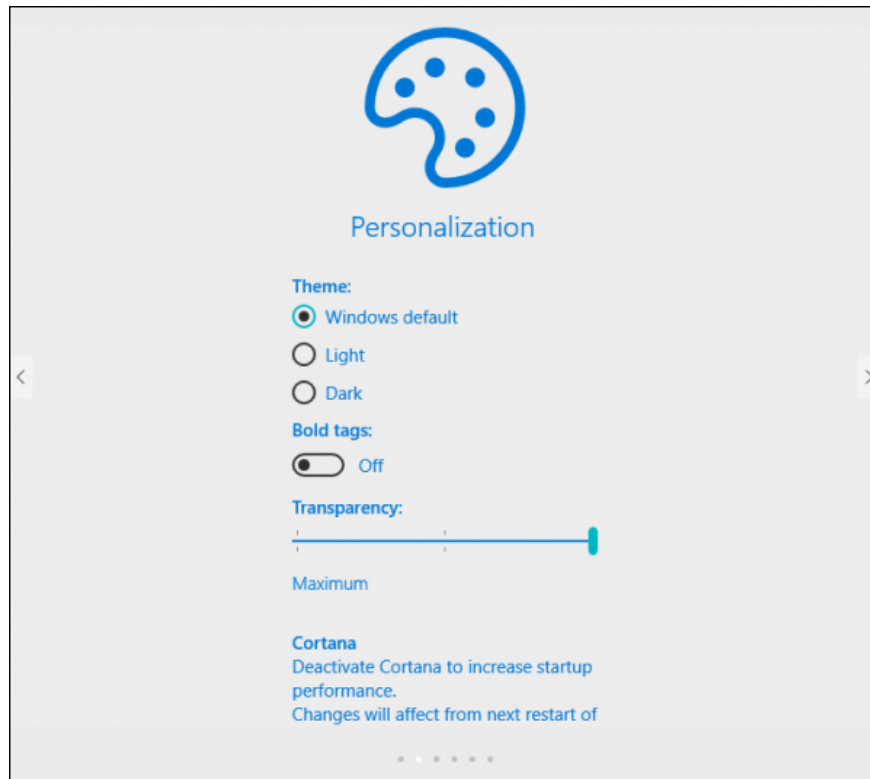 Personalization
Theme:
Windows default
Light
Dark
Bold tags:
Off
Transparency:
Maximum
Cortana
Deactivate Cortana to increase startup
performance.
Changes will affect from next restart of